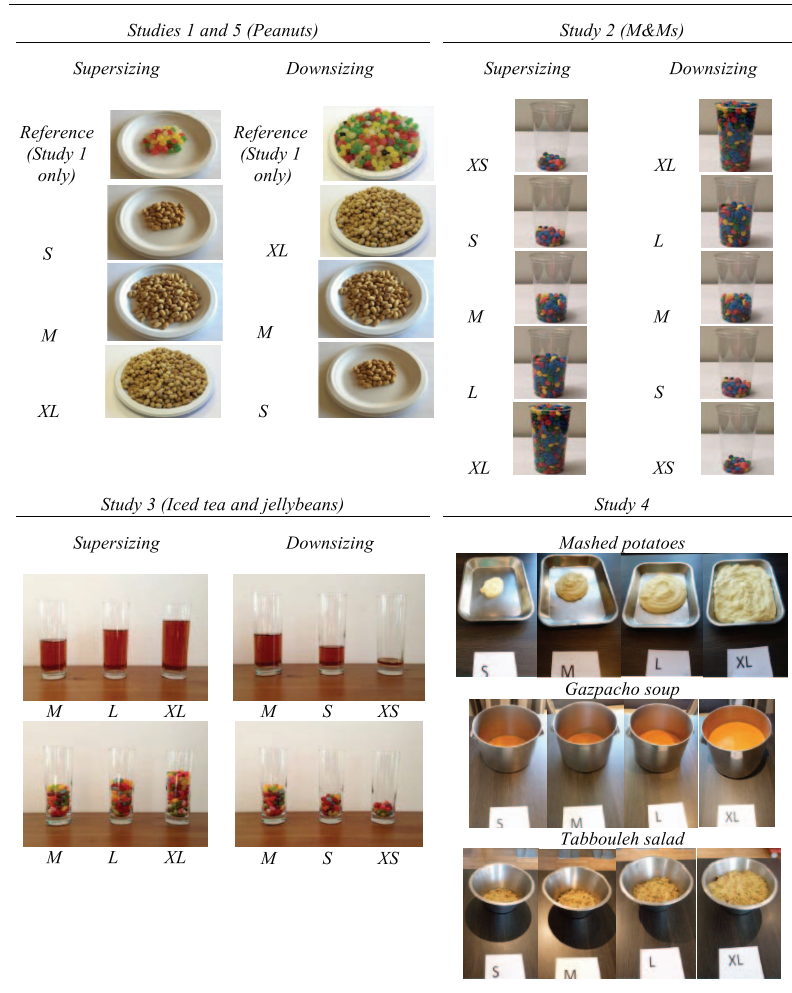 Studies 1 and 5 (Peanuts)
Supersizing
Downsizing
Reference
(Study 1
only)
S
M
XL
Reference
(Study 1
only)
XL
M
S
Study 2 (M&Ms)
Supersizing
Downsizing
XS
S
M
L
XL
XL
L
M
S
XS
Study 3 (Iced tea and jellybeans)
Supersizing
Downsizing
M L XL
M S XS
M L XL
M S XS
Study 4
Mashed potatoes
S M L XL
Gazpacho soup
S M L XL
Tabbouleh salad
S M L XL